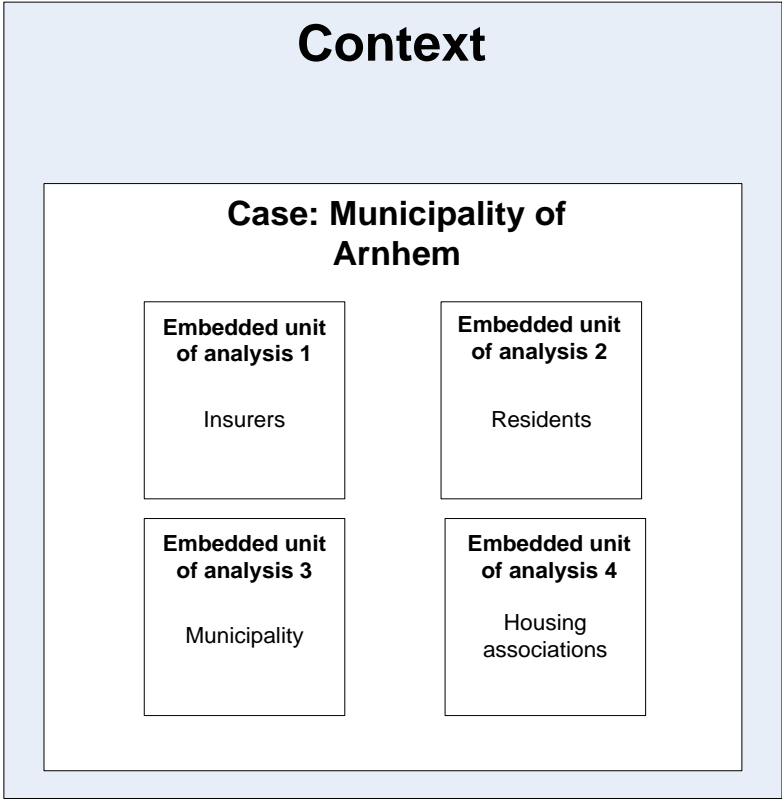 Context
Case: Municipality of
Arnhem
Embedded unit
of analysis 1
Insurers
Embedded unit
of analysis 2
Residents
Embedded unit
of analysis 3
Municipality
Embedded unit
of analysis 4
Housing
associations